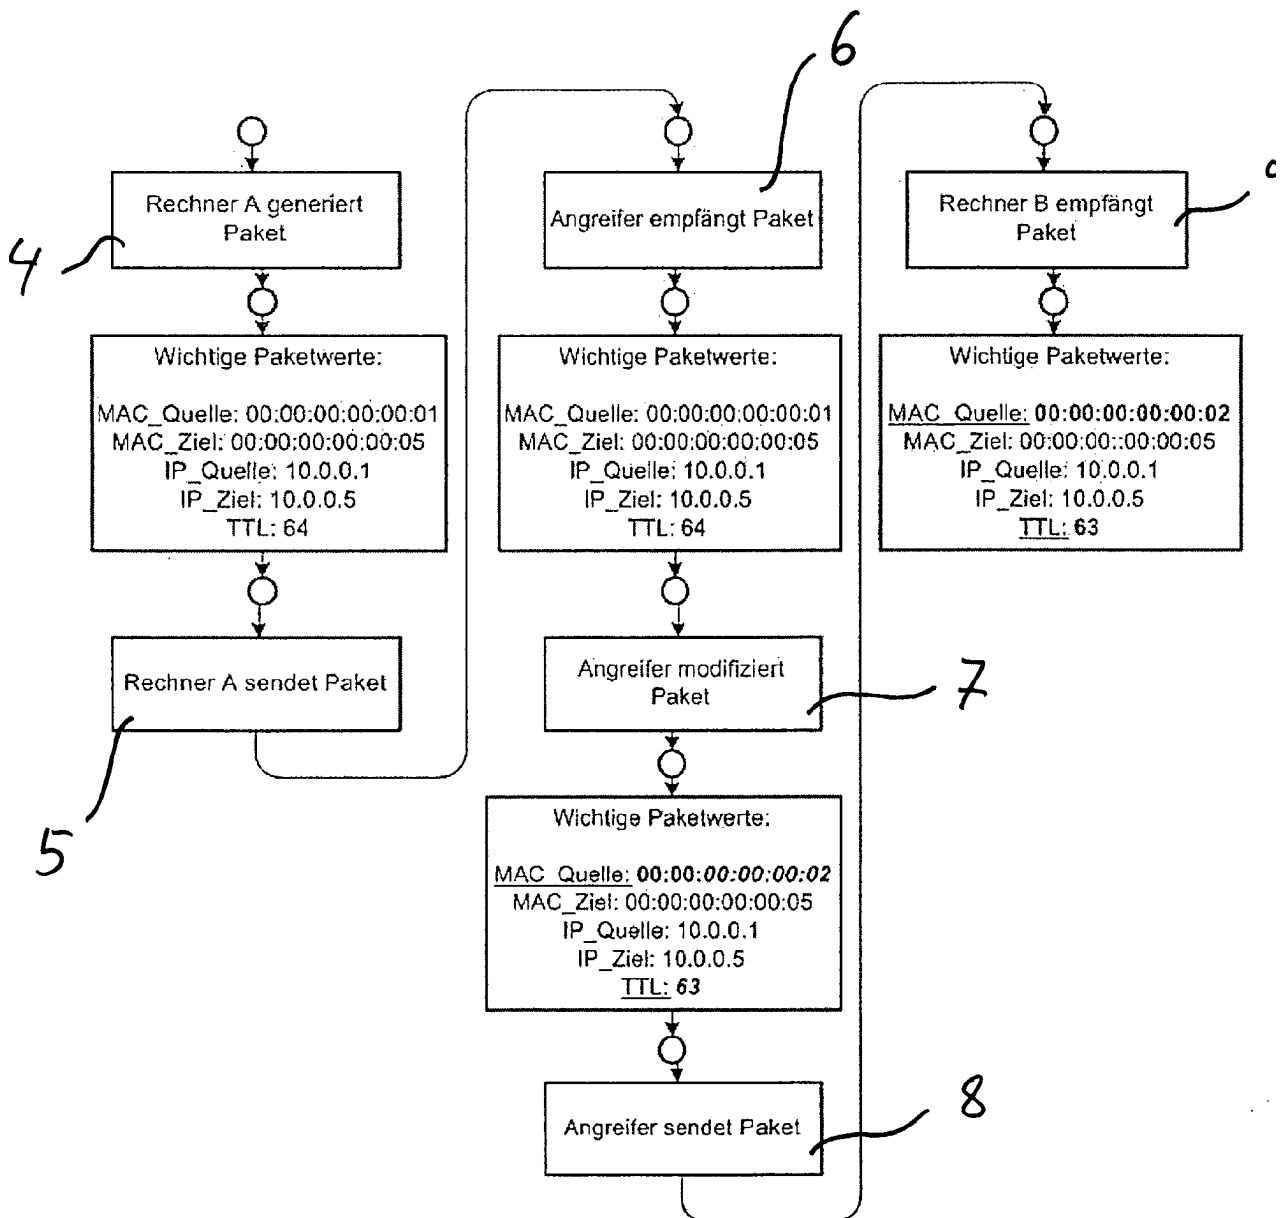 Rechner A generiert
Paket
4
Wichtige Paketwerte:
MAC_Quelle: 00:00:00:00:00:01
MAC_Ziel: 00:00:00:00:00:05
IP_Quelle: 10.0.0.1
IP_Ziel: 10.0.0.5
TTL: 64
Rechner A sendet Paket
5
6
Angreifer empfängt Paket
Wichtige Paketwerte:
MAC_Quelle: 00:00:00:00:00:01
MAC_Ziel: 00:00:00:00:00:05
IP_Quelle: 10.0.0.1
IP_Ziel: 10.0.0.5
TTL: 64
Angreifer modifiziert
Paket
7
Wichtige Paketwerte:
MAC_Quelle: 00:00:00:00:00:02
MAC_Ziel: 00:00:00:00:00:05
IP_Quelle: 10.0.0.1
IP_Ziel: 10.0.0.5
TTL: 63
Angreifer sendet Paket
8
Rechner B empfängt
Paket
Wichtige Paketwerte:
MAC_Quelle: 00:00:00:00:00:02
MAC_Ziel: 00:00:00::00:00:05
IP_Quelle: 10.0.0.1
IP_Ziel: 10.0.0.5
TTL: 63